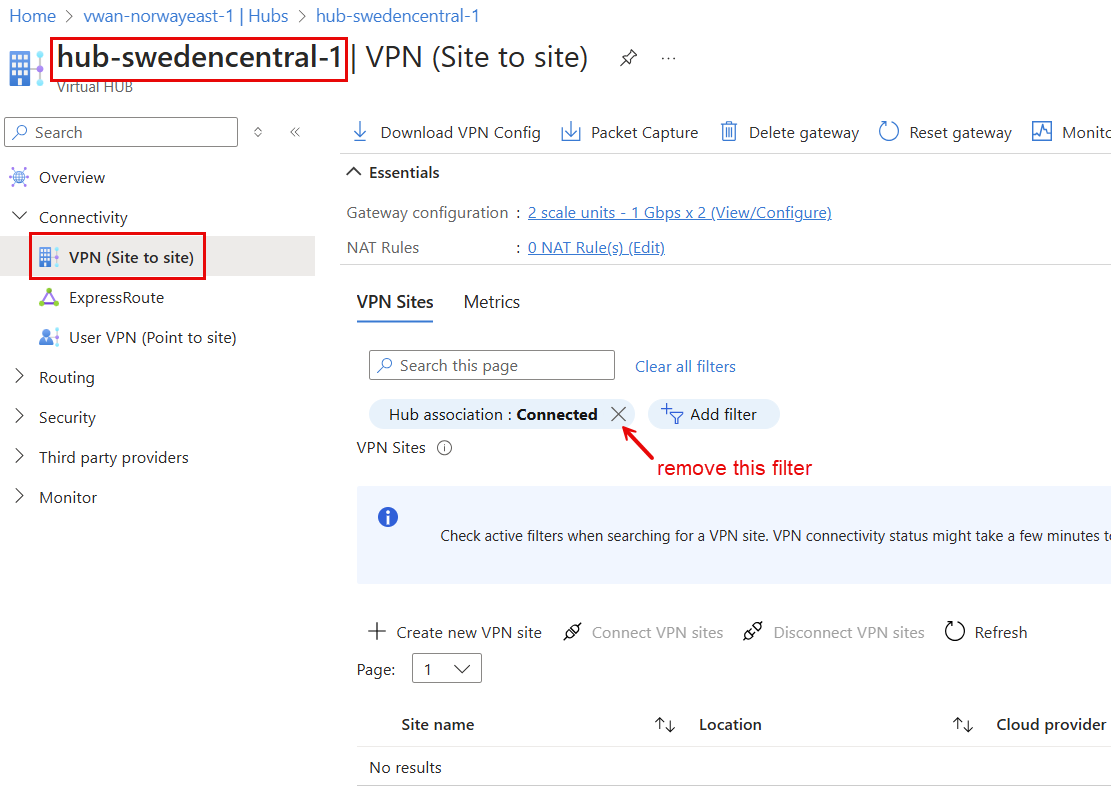 Home > vwan-norwayeast-1 | Hubs > hub-swedencentral-1
hub-swedencentral-1 | VPN (Site to site) ...
Virtual HUB
Search
Download VPN Config Packet Capture Delete gateway Reset gateway Monito
Overview
Essentials
Connectivity
Gateway configuration : 2 scale units - 1 Gbps x 2 (View/Configure)
VPN (Site to site)
NAT Rules : 0 NAT Rule(s) (Edit)
ExpressRoute
User VPN (Point to site)
Routing
Security
Third party providers
Monitor
VPN Sites Metrics
Search this page Clear all filters
Hub association : Connected Add filter
VPN Sites
remove this filter
Check active filters when searching for a VPN site. VPN connectivity status might take a few minutes t
Create new VPN site Connect VPN sites Disconnect VPN sites Refresh
Page: 1
Site name Location Cloud provider
No results